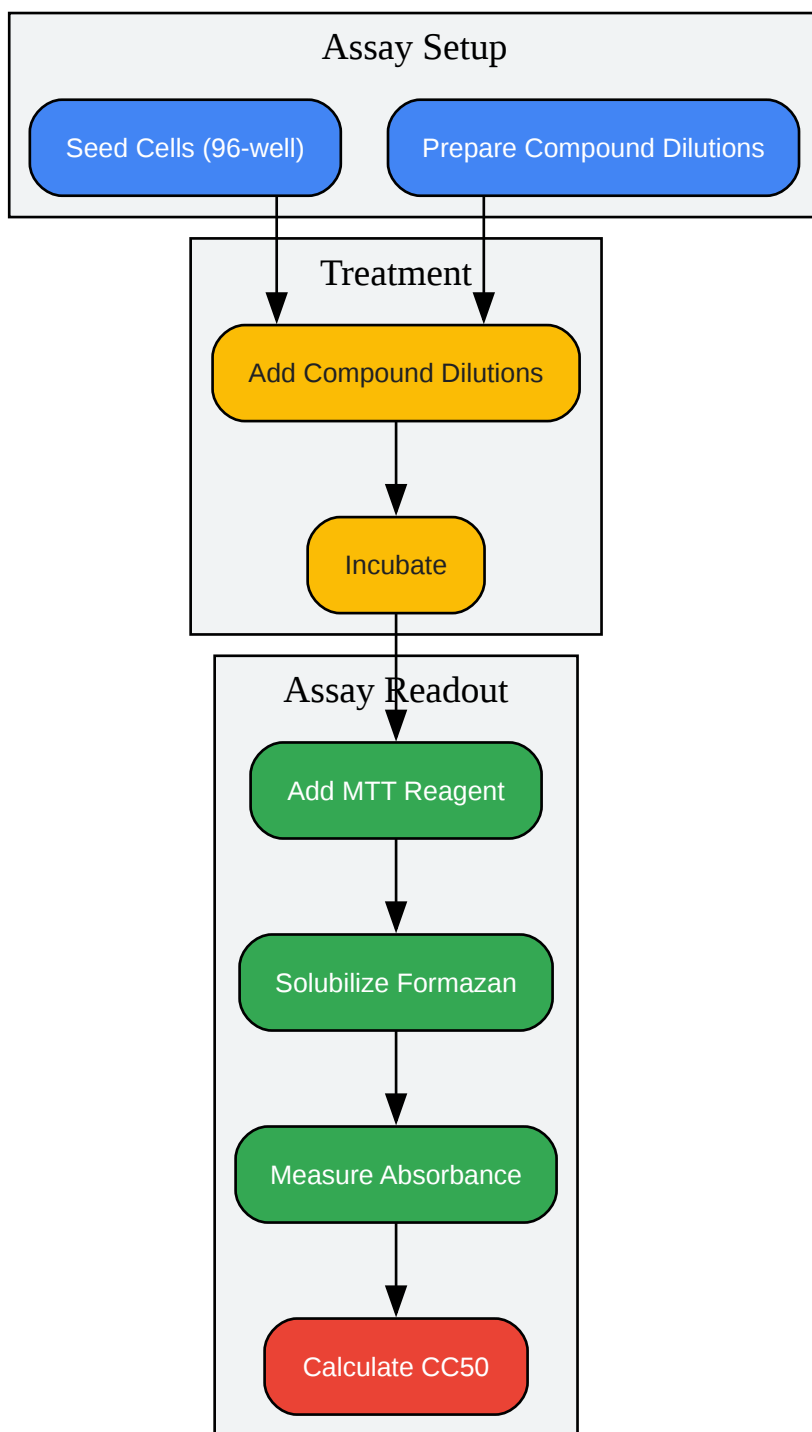 Assay Setup
Seed Cells (96-well)
Prepare Compound Dilutions
Treatment
Add Compound Dilutions
Incubate
Assay Readout
Add MTT Reagent
Solubilize Formazan
Measure Absorbance
Calculate CC50